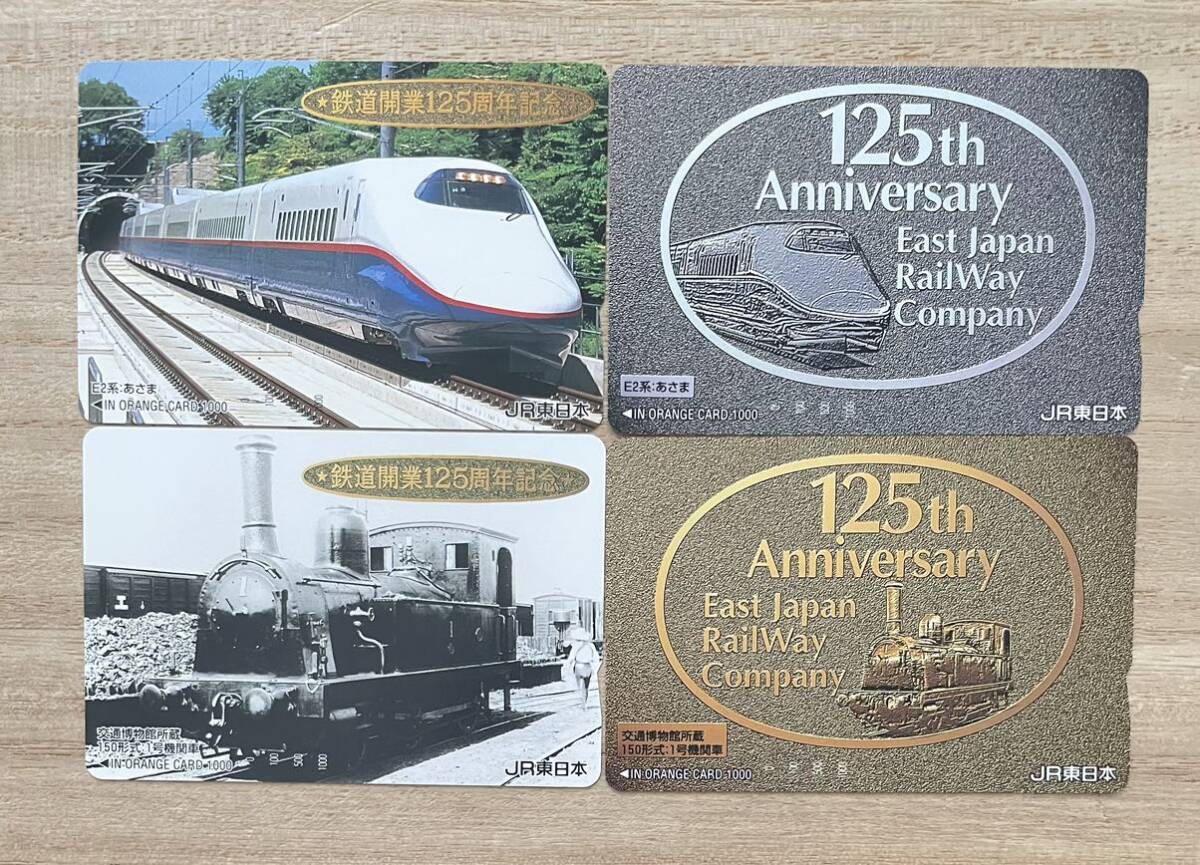 ★鉄道開業125周年記念★
E2系:あさま
◀IN ORANGE CARD 1000
JR東日本
125th
Anniversary
East Japan
RailWay
Company
E2系:あさま
◀IN ORANGE CARD 1000
JR東日本
★鉄道開業125周年記念★
1
1
交通博物館所蔵
150形式:1号機関車
◀IN ORANGE CARD 1000
0 100 500 1000
JR東日本
125th
Anniversary
East Japan
RailWay
Company
交通博物館所蔵
150形式:1号機関車
◀IN ORANGE CARD 1000
JR東日本